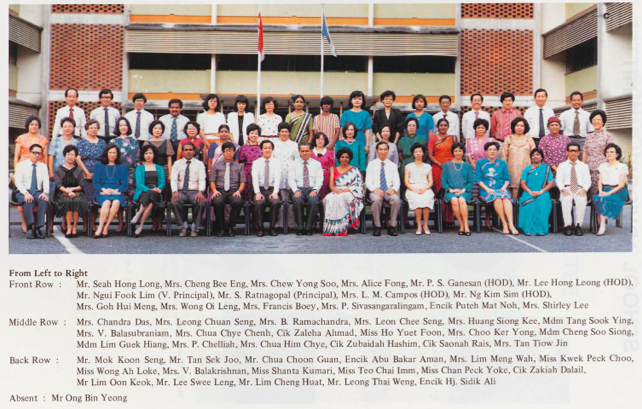 From Left to Right
Front Row : Mr. Seah Hong Long, Mrs. Cheng Bee Eng, Mrs. Chew Yong Soo, Mrs. Alice Fong, Mr. P. S. Ganesan (HOD), Mr. Lee Hong Leong (HOD),
Mr. Ngui Fook Lim (V. Principal), Mr. S. Ratnagopal (Principal), Mrs. L. M. Campos (HOD), Mr. Ng Kim Sim (HOD),
Mrs. Goh Hui Meng, Mrs. Wong Oi Leng, Mrs. Francis Boey, Mrs. P. Sivasangaralingam, Encik Puteh Mat Noh, Mrs. Shirley Lee
Middle Row : Mrs. Chandra Das, Mrs. Leong Chuan Seng, Mrs. B. Ramachandra, Mrs. Leon Chee Seng, Mrs. Huang Siong Kee, Mdm Tang Sook Ying,
Mrs. V. Balasubraniam, Mrs. Chua Chye Chenh, Cik Zaleha Ahmad, Miss Ho Yuet Foon, Mrs. Choo Ker Yong, Mdm Cheng Soo Siong,
Mdm Lim Guek Hiang, Mrs. P. Chelliah, Mrs. Chua Him Chye, Cik Zubaidah Hashim, Cik Saonah Rais, Mrs. Tan Tiow Jin
Back Row : Mr. Mok Koon Seng, Mr. Tan Sek Joo, Mr. Chua Choon Guan, Encik Abu Bakar Aman, Mrs. Lim Meng Wah, Miss Kwek Peck Choo,
Miss Wong Ah Loke, Mrs. V. Balakrishnan, Miss Shanta Kumari, Miss Teo Chai Imm, Miss Chan Peck Yoke, Cik Zakiah Dalail,
Mr Lim Oon Keok, Mr. Lee Swee Leng, Mr. Lim Cheng Huat, Mr. Leong Thai Weng, Encik Hj. Sidik Ali
Absent : Mr Ong Bin Yeong